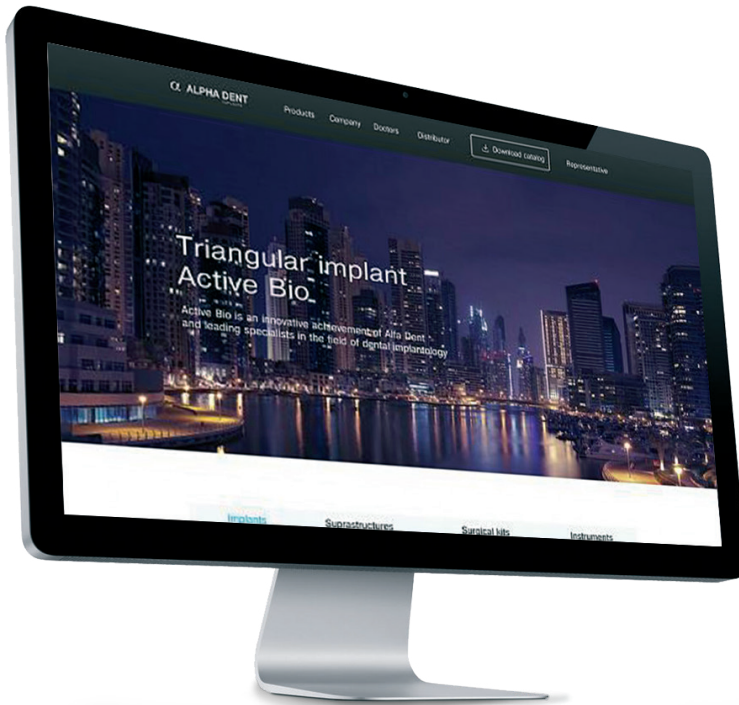 α ALPHA DENT
Products Company Doctors Distributor Download catalog Representative
Triangular implant
Active Bio
Active Bio is an innovative achievement of Alfa Dent
and leading specialists in the field of dental implantology
Implants Suprastructures Surgical kits Instruments